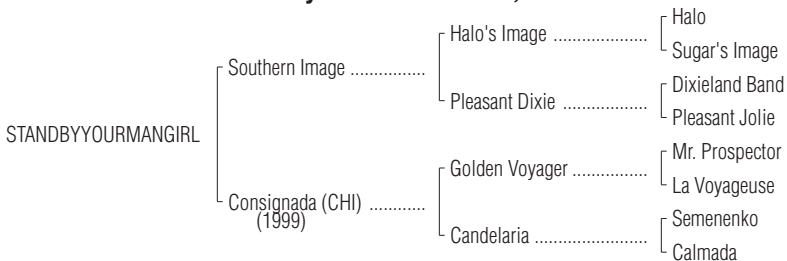 Halo
Halo's Image ....................
Sugar's Image
Southern Image ................
Dixieland Band
Pleasant Dixie ..................
Pleasant Jolie
STANDBYYOURMANGIRL
Mr. Prospector
Golden Voyager ................
La Voyageuse
Consignada (CHI) ............
(1999)
Semenenko
Candelaria ........................
Calmada